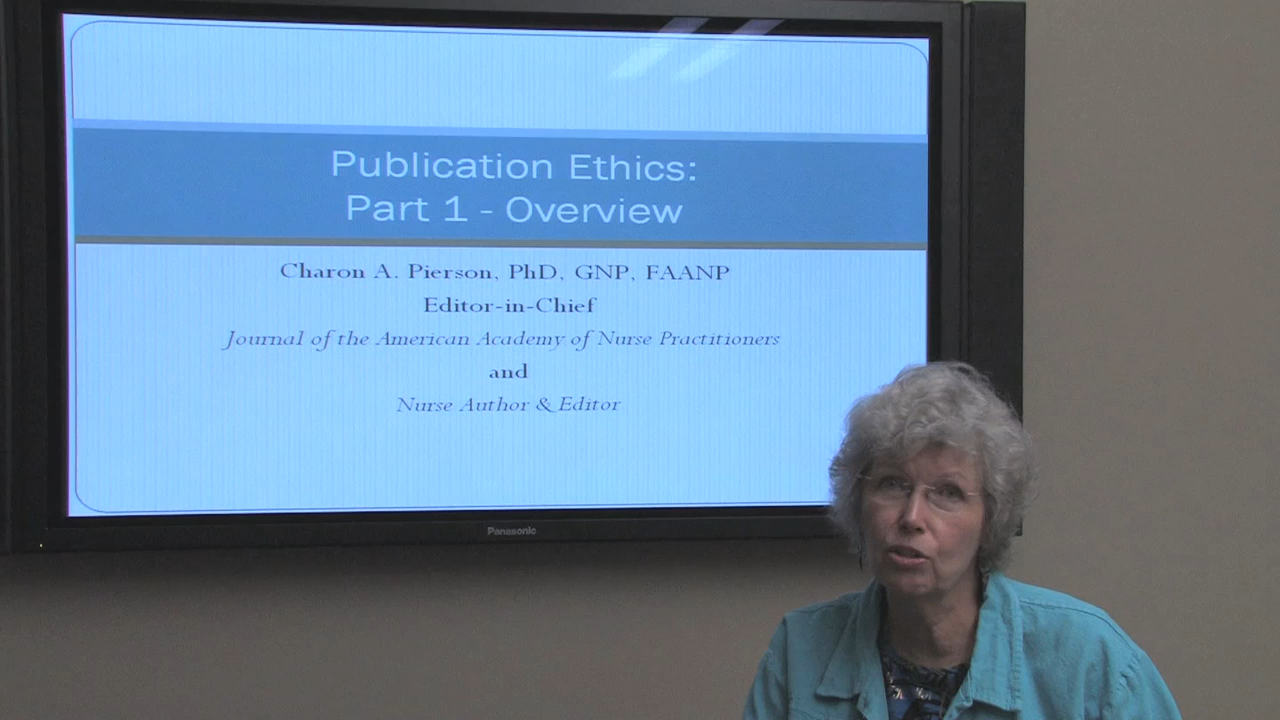 Publication Ethics:
Part 1 - Overview
Charon A. Pierson, PhD, GNP, FAANP
Editor-in-Chief
Journal of the American Academy of Nurse Practitioners
and
Nurse Author & Editor
Panasonic